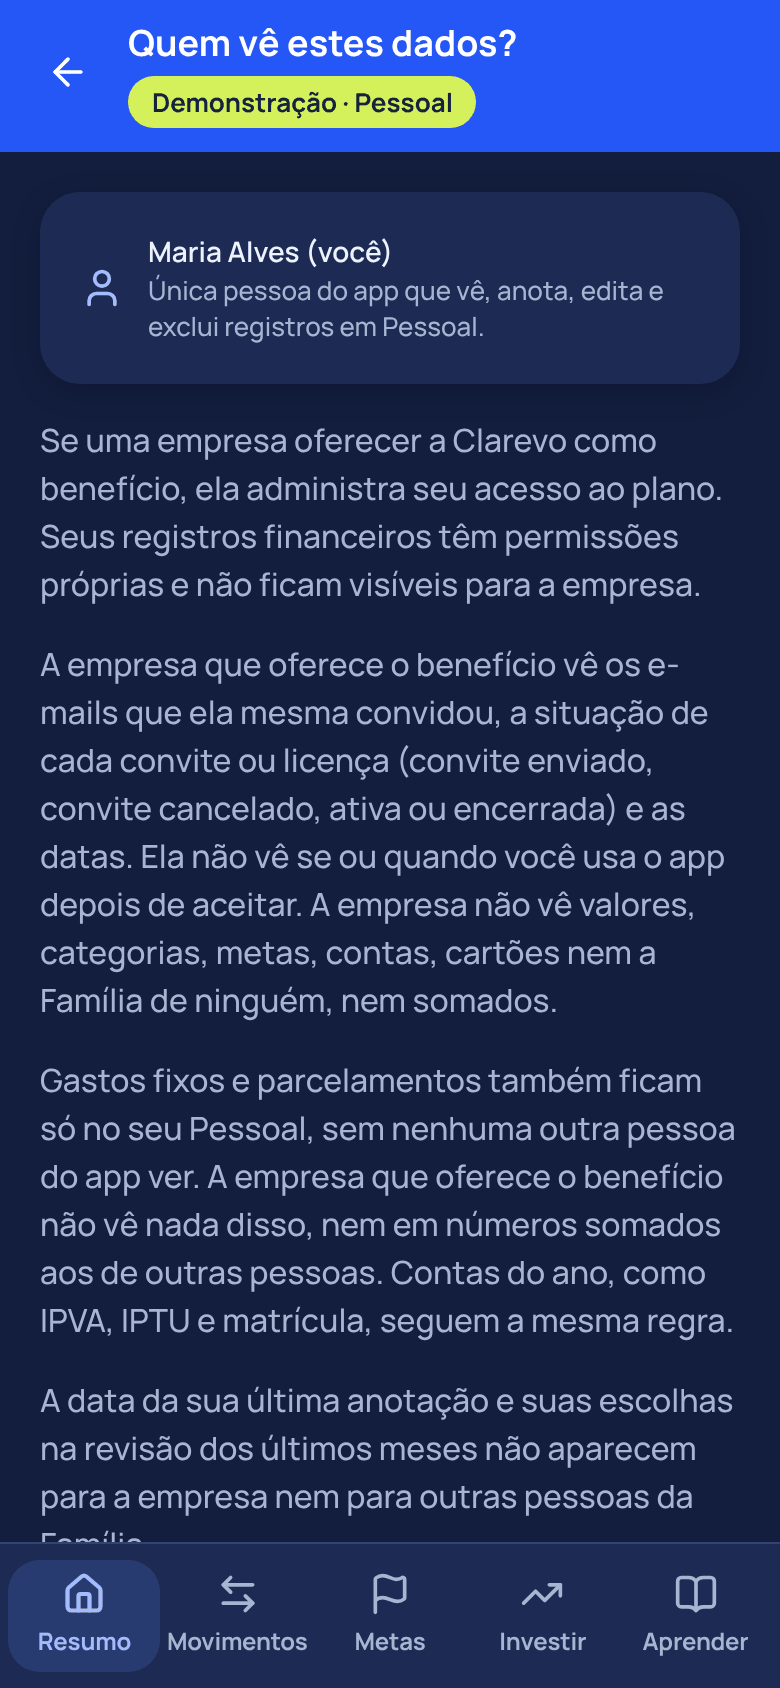 Quem vê estes dados?
Demonstração · Pessoal
Maria Alves (você)
Única pessoa do app que vê, anota, edita e
exclui registros em Pessoal.
Se uma empresa oferecer a Clarevo como
benefício, ela administra seu acesso ao plano.
Seus registros financeiros têm permissões
próprias e não ficam visíveis para a empresa.
A empresa que oferece o benefício vê os e-
mails que ela mesma convidou, a situação de
cada convite ou licença (convite enviado,
convite cancelado, ativa ou encerrada) e as
datas. Ela não vê se ou quando você usa o app
depois de aceitar. A empresa não vê valores,
categorias, metas, contas, cartões nem a
Família de ninguém, nem somados.
Gastos fixos e parcelamentos também ficam
só no seu Pessoal, sem nenhuma outra pessoa
do app ver. A empresa que oferece o benefício
não vê nada disso, nem em números somados
aos de outras pessoas. Contas do ano, como
IPVA, IPTU e matrícula, seguem a mesma regra.
A data da sua última anotação e suas escolhas
na revisão dos últimos meses não aparecem
para a empresa nem para outras pessoas da
Família.
Resumo
Movimentos
Metas
Investir
Aprender